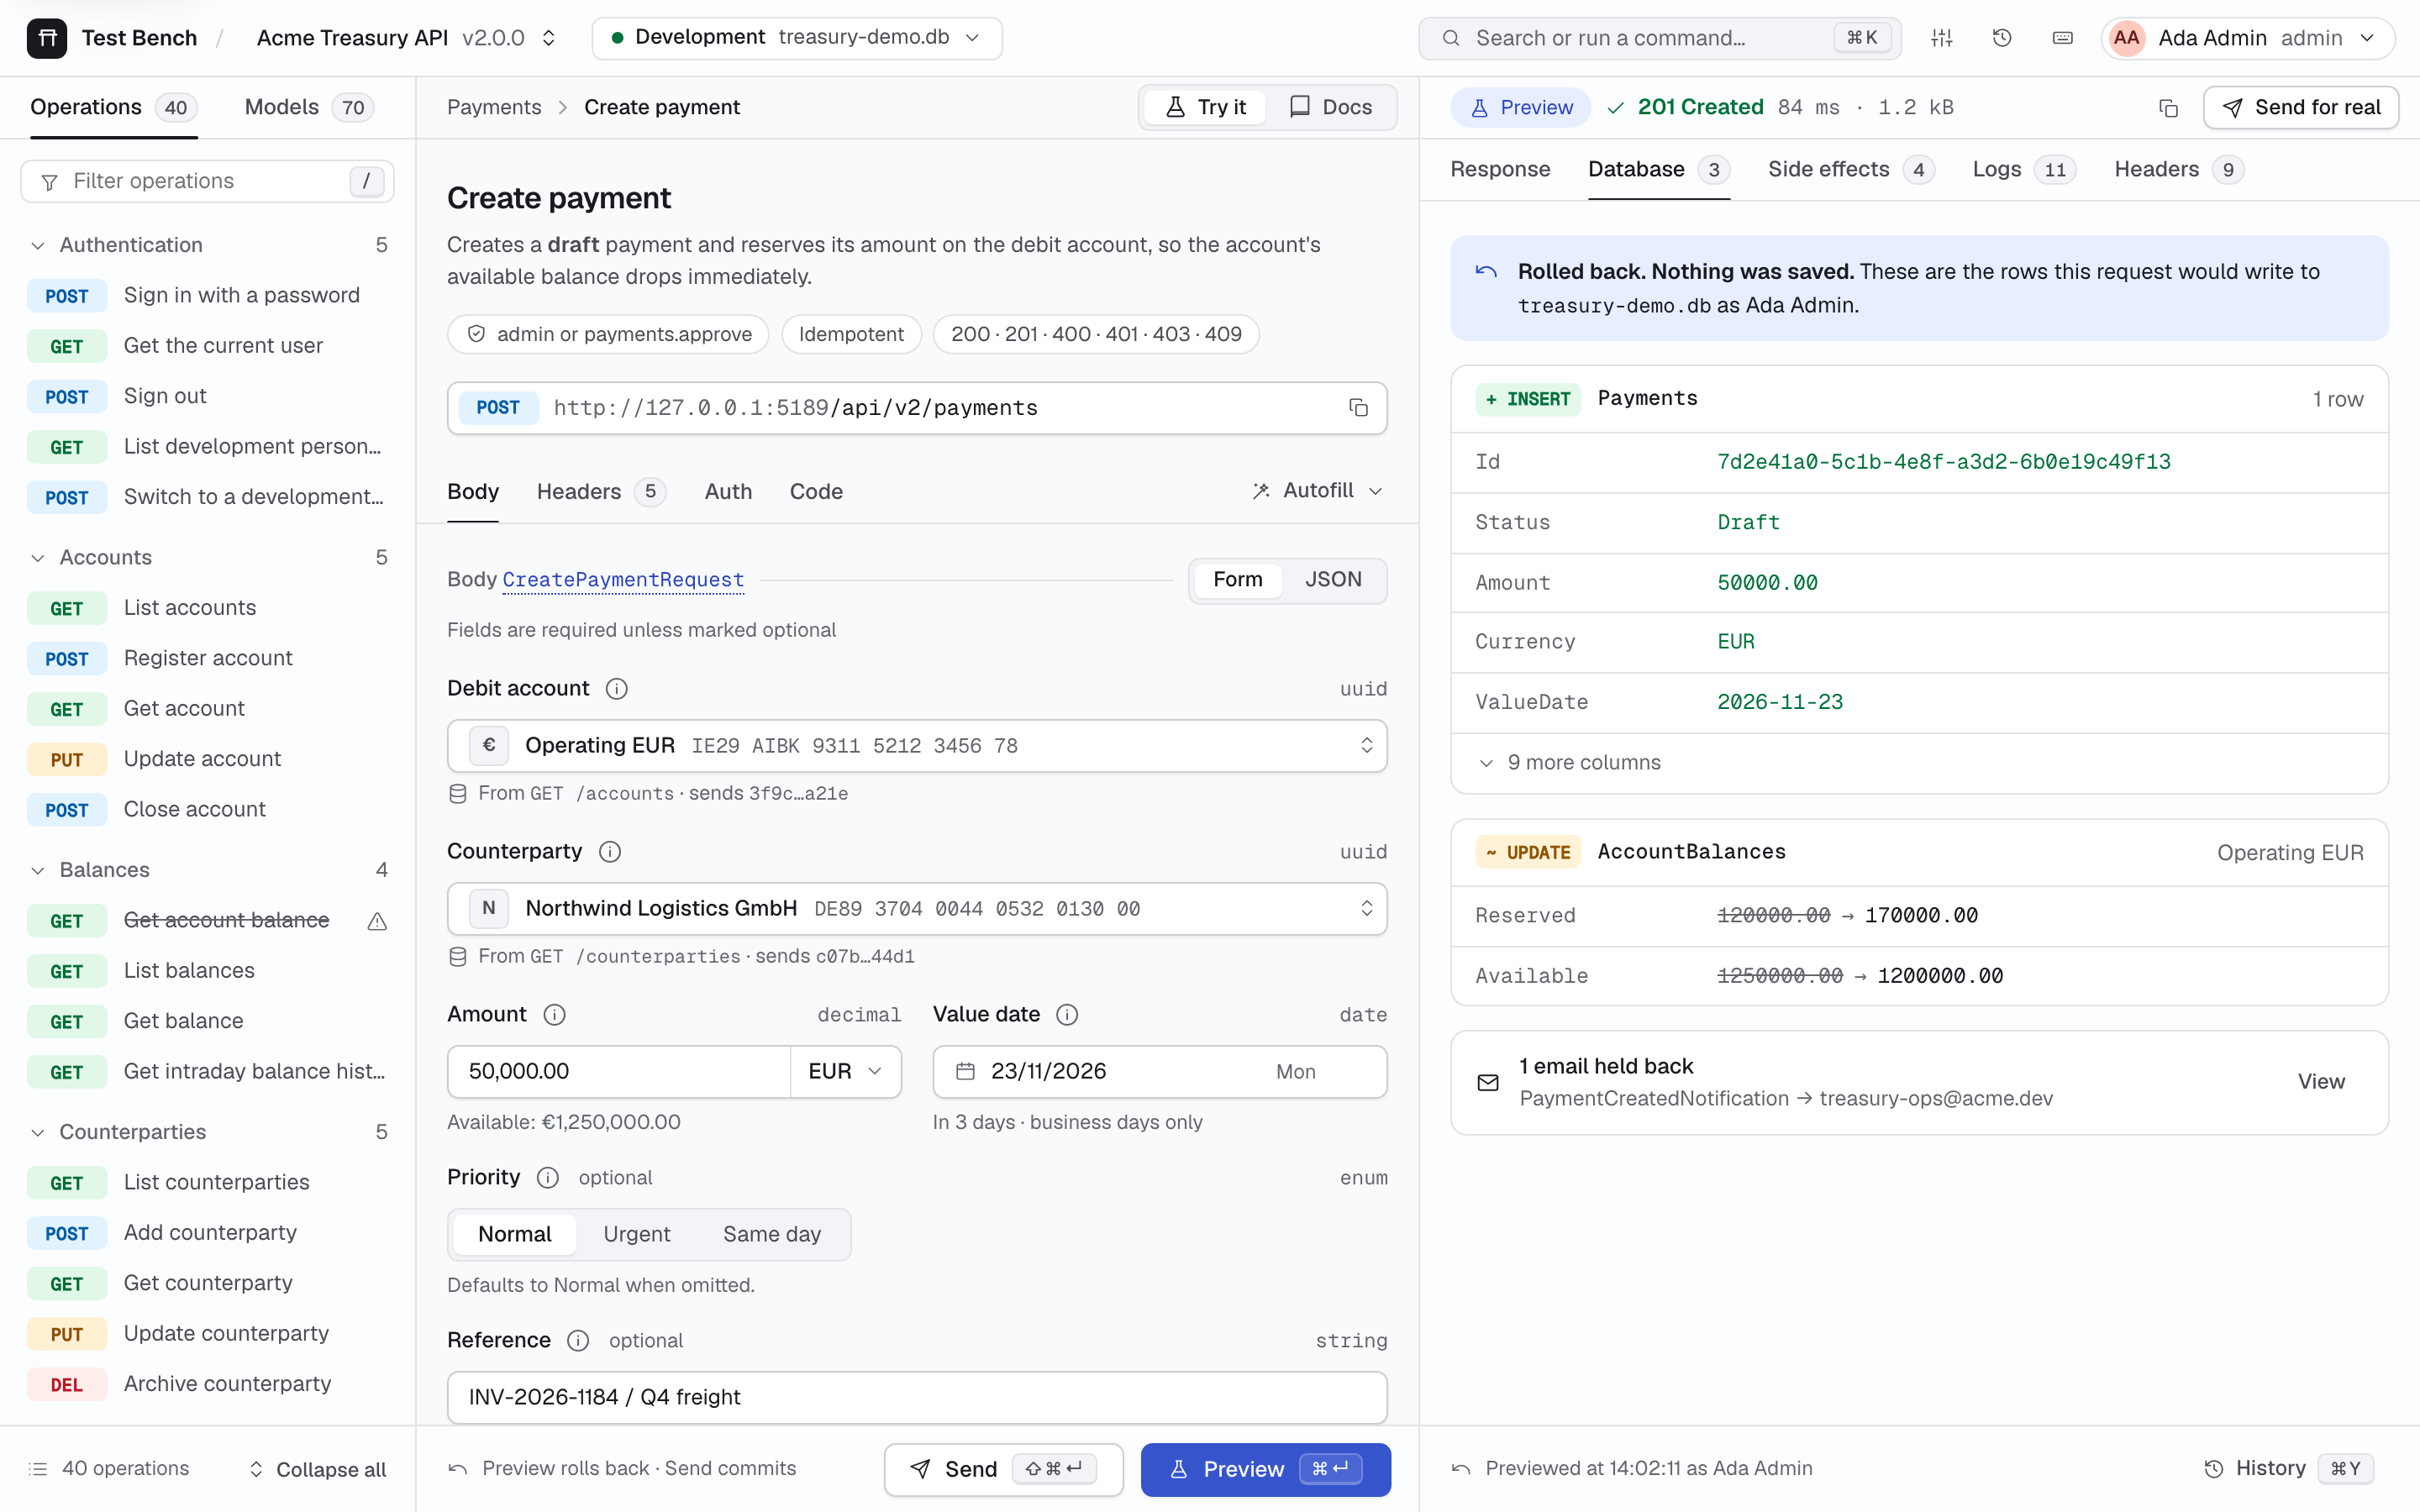 Test Bench / Acme Treasury API v2.0.0
Development treasury-demo.db
Search or run a command... ⌘K
AA Ada Admin admin
Operations 40 Models 70
Filter operations /
Authentication 5
POST Sign in with a password
GET Get the current user
POST Sign out
GET List development person...
POST Switch to a development...
Accounts 5
GET List accounts
POST Register account
GET Get account
PUT Update account
POST Close account
Balances 4
GET Get account balance
GET List balances
GET Get balance
GET Get intraday balance hist...
Counterparties 5
GET List counterparties
POST Add counterparty
GET Get counterparty
PUT Update counterparty
DEL Archive counterparty
40 operations Collapse all
Payments > Create payment
Try it Docs
Create payment
Creates a draft payment and reserves its amount on the debit account, so the account's
available balance drops immediately.
admin or payments.approve Idempotent 200 · 201 · 400 · 401 · 403 · 409
POST http://127.0.0.1:5189/api/v2/payments
Body Headers 5 Auth Code Autofill
Body CreatePaymentRequest Form JSON
Fields are required unless marked optional
Debit account uuid
€ Operating EUR IE29 AIBK 9311 5212 3456 78
From GET /accounts · sends 3f9c…a21e
Counterparty uuid
N Northwind Logistics GmbH DE89 3704 0044 0532 0130 00
From GET /counterparties · sends c07b…44d1
Amount decimal Value date date
50,000.00 EUR 23/11/2026 Mon
Available: €1,250,000.00 In 3 days · business days only
Priority optional enum
Normal Urgent Same day
Defaults to Normal when omitted.
Reference optional string
INV-2026-1184 / Q4 freight
Preview rolls back · Send commits Send ⇧⌘↵ Preview ⌘↵
Preview 201 Created 84 ms · 1.2 kB Send for real
Response Database 3 Side effects 4 Logs 11 Headers 9
Rolled back. Nothing was saved. These are the rows this request would write to
treasury-demo.db as Ada Admin.
+ INSERT Payments 1 row
Id 7d2e41a0-5c1b-4e8f-a3d2-6b0e19c49f13
Status Draft
Amount 50000.00
Currency EUR
ValueDate 2026-11-23
9 more columns
~ UPDATE AccountBalances Operating EUR
Reserved 120000.00 → 170000.00
Available 1250000.00 → 1200000.00
1 email held back
PaymentCreatedNotification → treasury-ops@acme.dev
View
Previewed at 14:02:11 as Ada Admin History ⌘Y